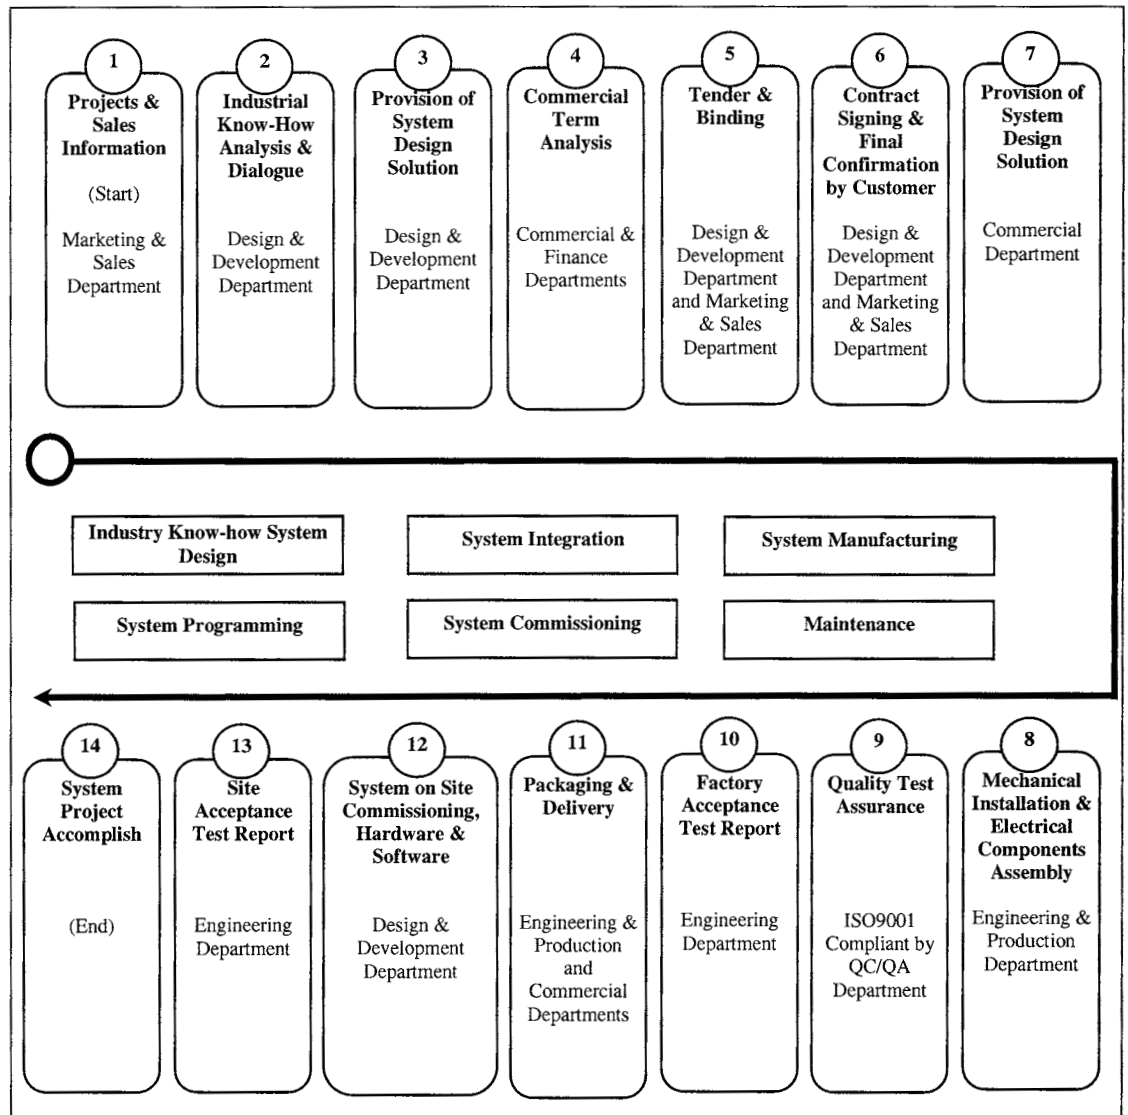 1
Projects &
Sales
Information
(Start)
Marketing &
Sales
Department
2
Industrial
Know-How
Analysis &
Dialogue
Design &
Development
Department
3
Provision of
System
Design
Solution
Design &
Development
Department
4
Commercial
Term
Analysis
Commercial &
Finance
Departments
5
Tender &
Binding
Design &
Development
Department
and Marketing
& Sales
Department
6
Contract
Signing &
Final
Confirmation
by Customer
Design &
Development
Department
and Marketing
& Sales
Department
7
Provision of
System
Design
Solution
Commercial
Department
Industry Know-how System
Design
System Integration
System Manufacturing
System Programming
System Commissioning
Maintenance
14
System
Project
Accomplish
(End)
13
Site
Acceptance
Test Report
Engineering
Department
12
System on Site
Commissioning,
Hardware &
Software
Design &
Development
Department
11
Packaging &
Delivery
Engineering &
Production
and
Commercial
Departments
10
Factory
Acceptance
Test Report
Engineering
Department
9
Quality Test
Assurance
ISO9001
Compliant by
QC/QA
Department
8
Mechanical
Installation &
Electrical
Components
Assembly
Engineering &
Production
Department